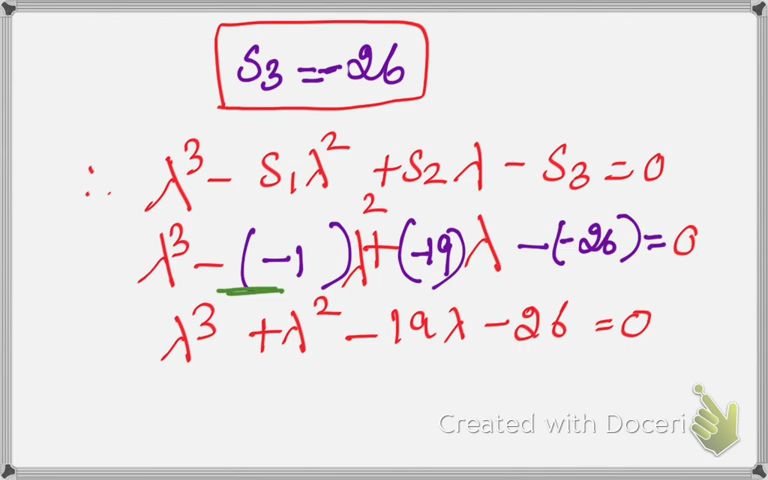 S₃ = -26
∴ λ³ - S₁λ² + S₂λ - S₃ = 0
λ³ - (-1)λ² + (-19)λ - (-26) = 0
λ³ + λ² - 19λ - 26 = 0
Created with Doceri